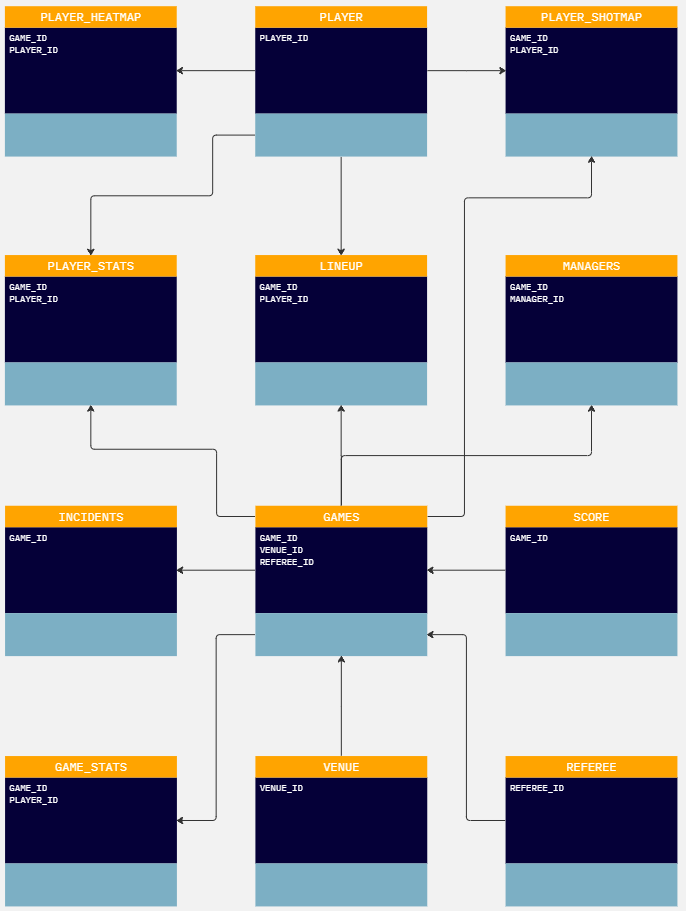 PLAYER_HEATMAP
GAME_ID
PLAYER_ID
PLAYER
PLAYER_ID
PLAYER_SHOTMAP
GAME_ID
PLAYER_ID
PLAYER_STATS
GAME_ID
PLAYER_ID
LINEUP
GAME_ID
PLAYER_ID
MANAGERS
GAME_ID
MANAGER_ID
INCIDENTS
GAME_ID
GAMES
GAME_ID
VENUE_ID
REFEREE_ID
SCORE
GAME_ID
GAME_STATS
GAME_ID
PLAYER_ID
VENUE
VENUE_ID
REFEREE
REFEREE_ID